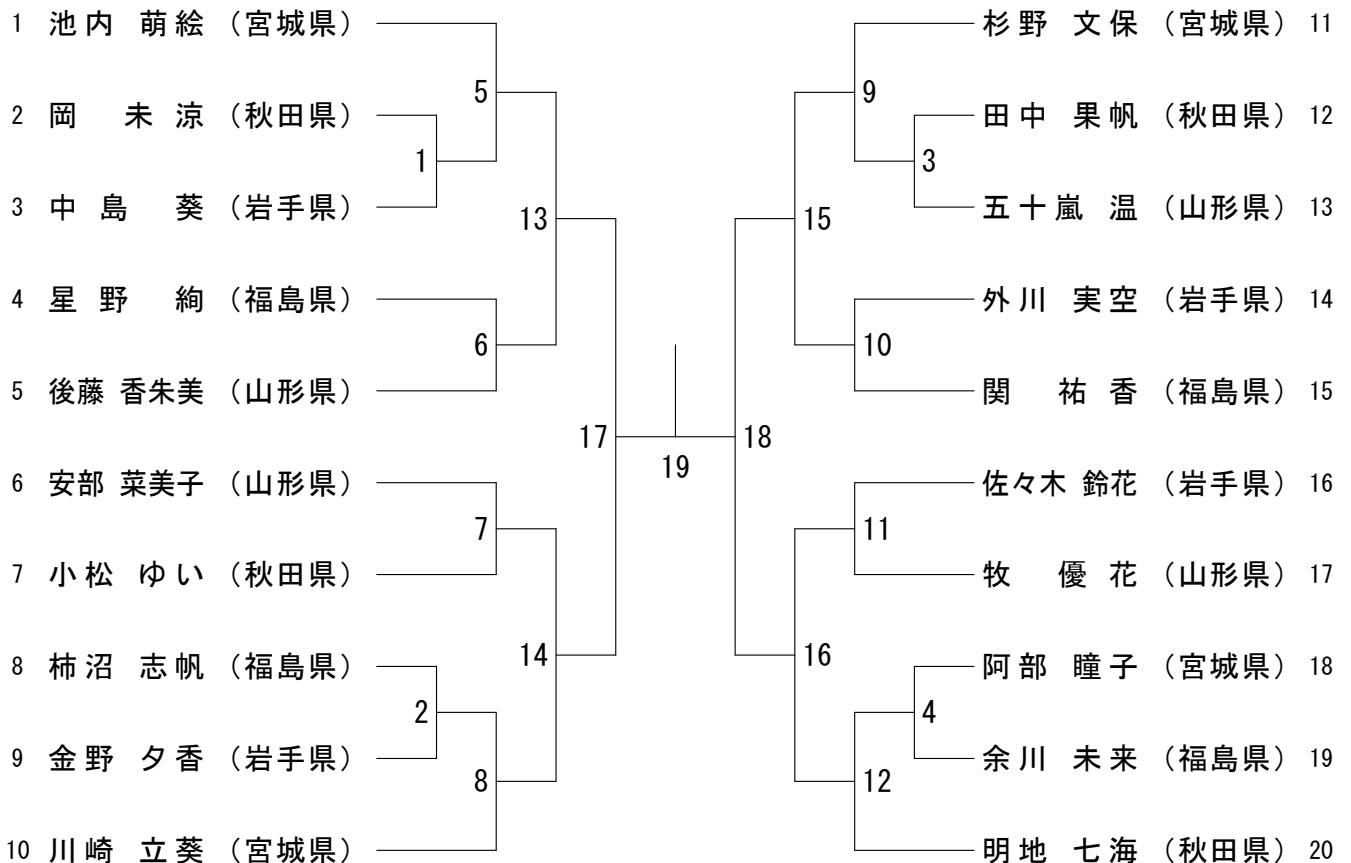 1 池内 萌絵 （宮城県）
2 岡 未涼 （秋田県）
3 中島 葵 （岩手県）
4 星野 絢 （福島県）
5 後藤 香朱美 （山形県）
6 安部 菜美子 （山形県）
7 小松 ゆい （秋田県）
8 柿沼 志帆 （福島県）
9 金野 夕香 （岩手県）
10 川崎 立葵 （宮城県）
5
1
13
6
17
7
14
2
8
19
9
3
15
10
18
11
16
4
12
杉野 文保 （宮城県） 11
田中 果帆 （秋田県） 12
五十嵐 温 （山形県） 13
外川 実空 （岩手県） 14
関 祐香 （福島県） 15
佐々木 鈴花 （岩手県） 16
牧 優花 （山形県） 17
阿部 瞳子 （宮城県） 18
余川 未来 （福島県） 19
明地 七海 （秋田県） 20